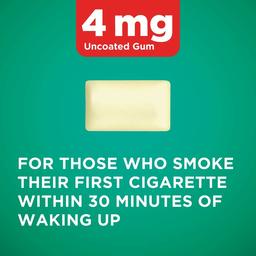 4 mg
Uncoated Gum
FOR THOSE WHO SMOKE
THEIR FIRST CIGARETTE
WITHIN 30 MINUTES OF
WAKING UP